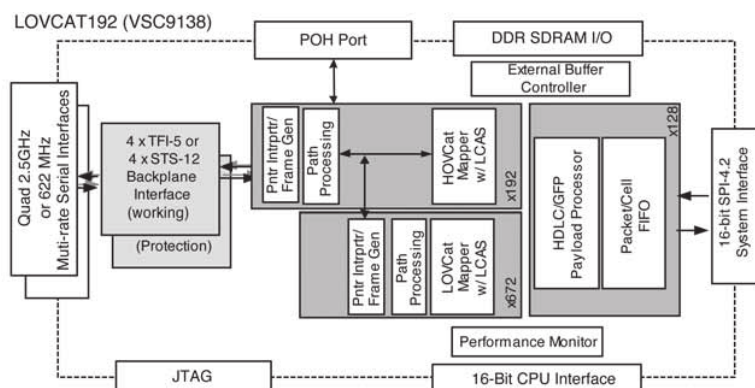 LOVCAT192 (VSC9138)
POH Port
DDR SDRAM I/O
External Buffer
Controller
Quad 2.5GHz
or 622 MHz
Muti-rate Serial Interfaces
4 x TFI-5 or
4 x STS-12
Backplane
Interface
(working)
(Protection)
Pntr Intrprtr/
Frame Gen
Path
Processing
HOVCat
Mapper
w/ LCAS
x192
Pntr Intrprtr/
Frame Gen
Path
Processing
LOVCat
Mapper
w/ LCAS
x672
HDLC/GFP
Payload Processor
Packet/Cell
FIFO
x128
16-bit SPI-4.2
System Interface
Performance Monitor
JTAG
16-Bit CPU Interface